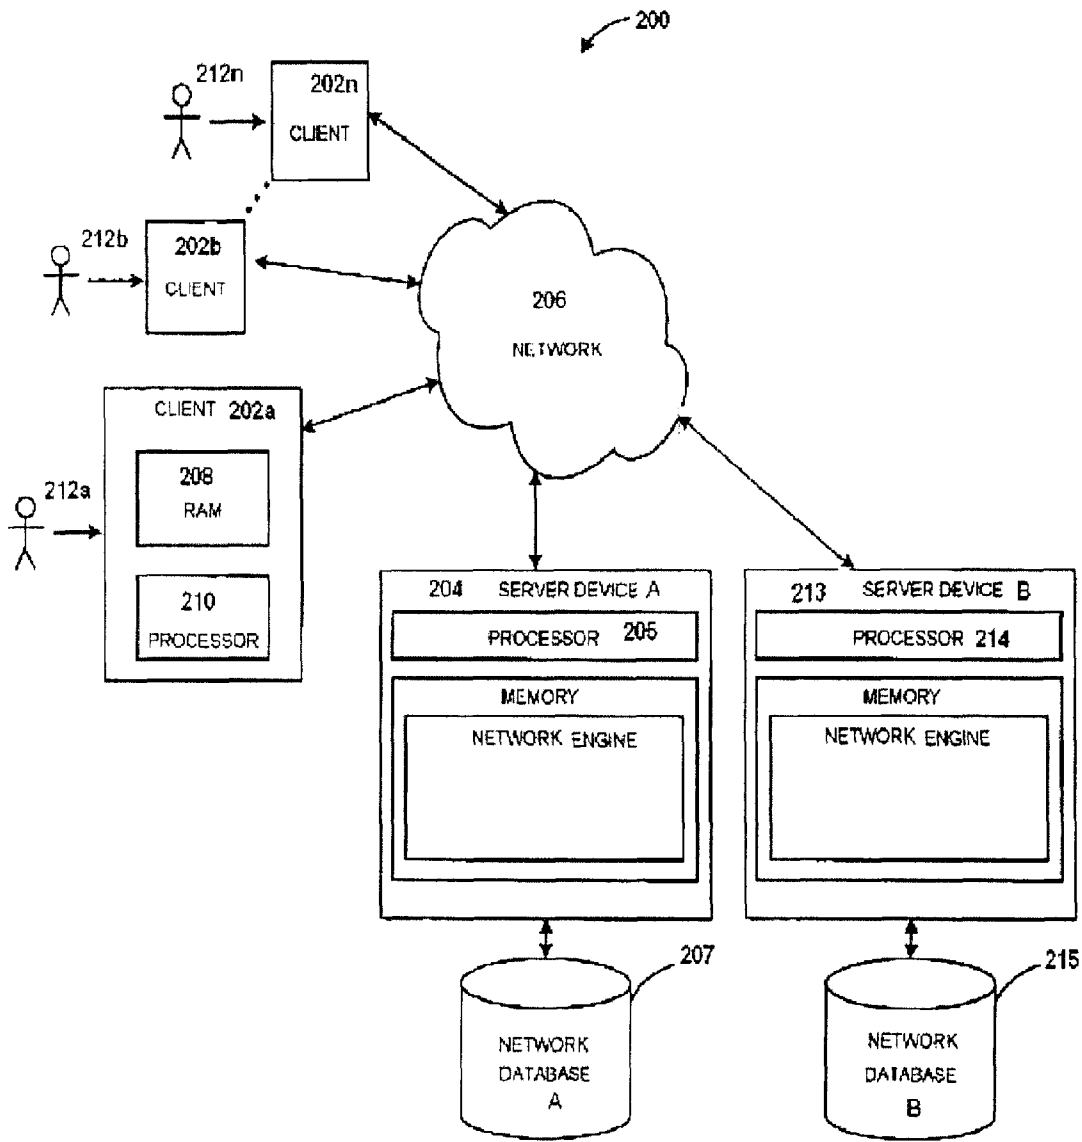 200
212n
202n
CLIENT
212b
202b
CLIENT
206
NETWORK
CLIENT 202a
208
RAM
212a
210
PROCESSOR
204 SERVER DEVICE A
PROCESSOR 205
MEMORY
NETWORK ENGINE
213 SERVER DEVICE B
PROCESSOR 214
MEMORY
NETWORK ENGINE
207
NETWORK
DATABASE
A
215
NETWORK
DATABASE
B